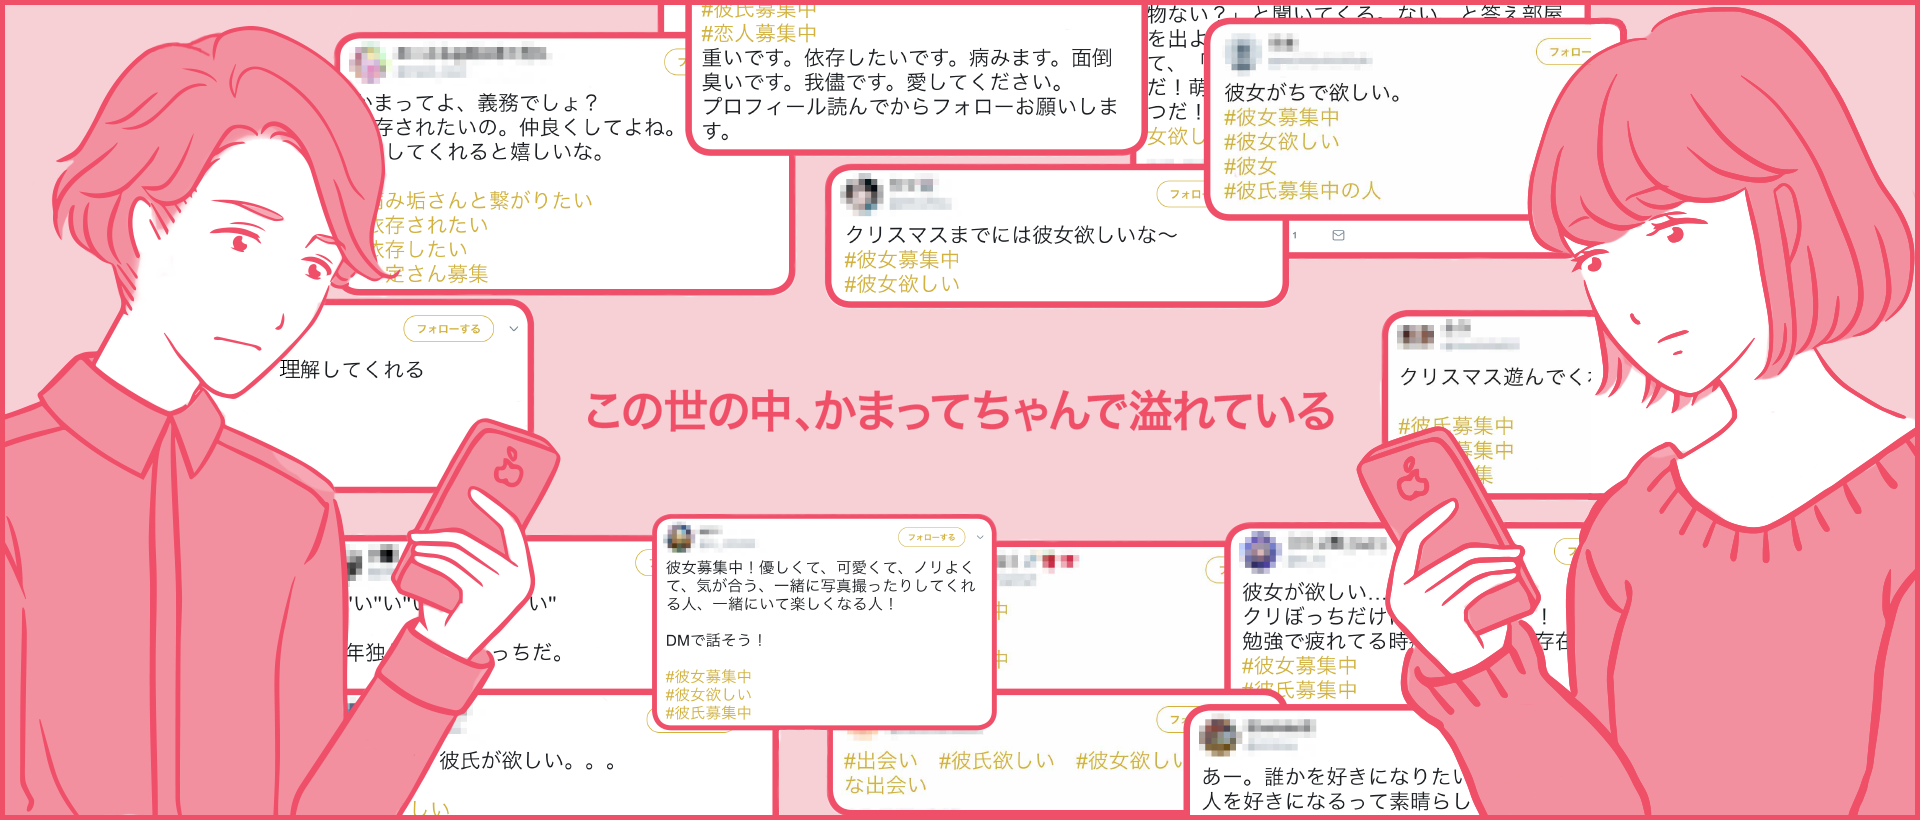 #彼氏募集中
#恋人募集中
重いです。依存したいです。病みます。面倒
臭いです。我儘です。愛してください。
プロフィール読んでからフォローお願いしま
す。
物ない？」と聞いてくる。ない、と答え部屋
を出よ
て、「
だ！萌
つだ！
女欲し
まってよ、義務でしょ？
存されたいの。仲良くしてよね。
してくれると嬉しいな。
み垢さんと繋がりたい
依存されたい
依存したい
定さん募集
フォロー
彼女がちで欲しい。
#彼女募集中
#彼女欲しい
#彼女
#彼氏募集中の人
1
フォロー
クリスマスまでには彼女欲しいな〜
#彼女募集中
#彼女欲しい
フォローする
理解してくれる
この世の中、かまってちゃんで溢れている
クリスマス遊んでく
#彼氏募集中
募集中
集
"い"い"い
い"
年独
っちだ。
フォローする
彼女募集中！優しくて、可愛くて、ノリよく
て、気が合う、一緒に写真撮ったりしてくれ
る人、一緒にいて楽しくなる人！
DMで話そう！
#彼女募集中
#彼女欲しい
#彼氏募集中
中
中
彼女が欲しい…
クリぼっちだけ
！
勉強で疲れてる時
存在
#彼女募集中
#彼氏募集中
彼氏が欲しい。。。
しい
フォ
#出会い　#彼氏欲しい　#彼女欲しい
な出会い
あー。誰かを好きになりたい
人を好きになるって素晴らし